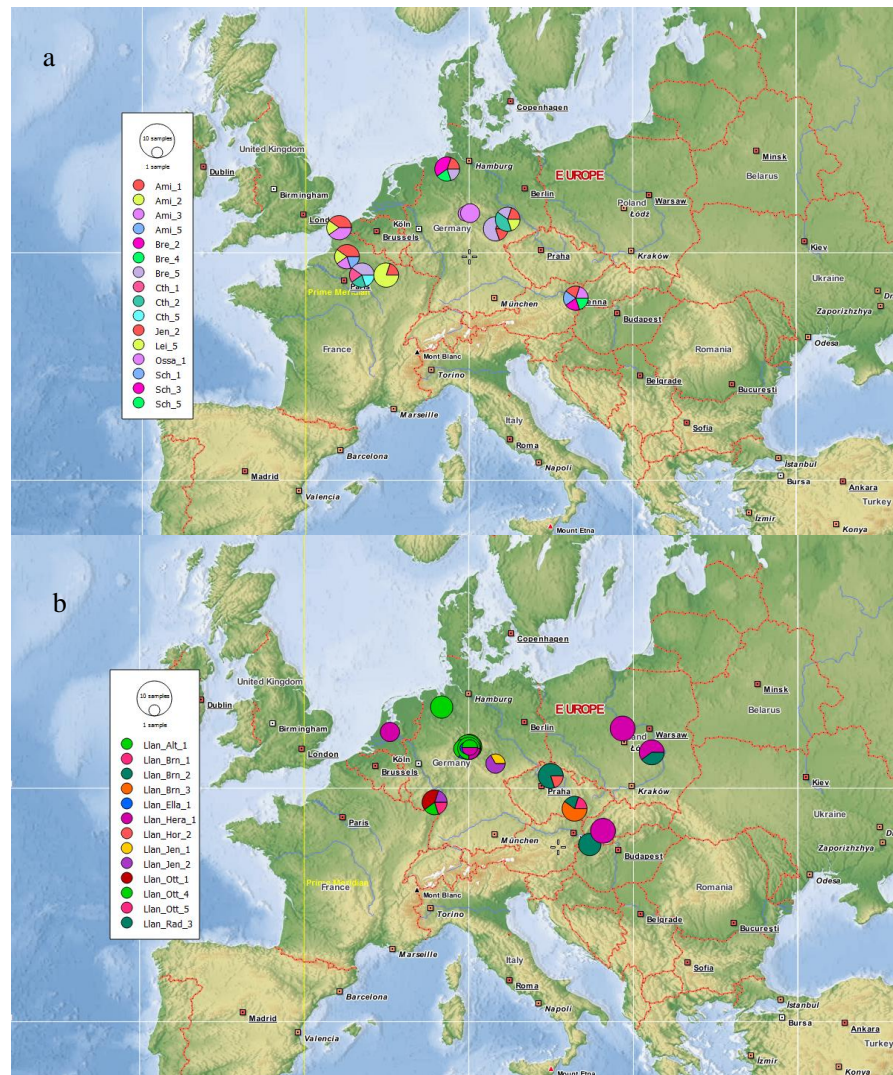 a
Copenhagen
Minsk
10 samples
United Kingdom
Hamburg
EUROPE
Belarus
1 sample
Dublin
Berlin
Warsaw
Ami_1
Birmingham
Poland
Łódź
Ami_2
Köln
Germany
Ami_3
Brussels
Ami_5
Praha
Kraków
Kiev
Bre_2
Ukraine
Bre_4
Paris
Prime Meridian
München
Zaporizhzhya
Bre_5
Budapest
Cth_1
Odesa
Cth_2
France
Mont Blanc
Romania
Cth_5
Torino
Belgrade
Bucuresti
Jen_2
Lei_5
Marseille
Ossa_1
Italy
Sofia
Sch_1
Roma
Sch_3
Barcelona
Napoli
Istanbul
Sch_5
Bursa
Madrid
Ankara
Valencia
Turkey
Izmir
Mount Etna
Konya
b
Copenhagen
United Kingdom
Minsk
10 samples
Hamburg
EUROPE
Belarus
1 sample
Dublin
Berlin
Warsaw
Birmingham
Llan_Alt_1
London
Llan_Brn_1
Köln
Germany
Brussels
Llan_Brn_2
Praha
Kraków
Kiev
Llan_Brn_3
Ukraine
Llan_Ella_1
Paris
Llan_Hera_1
München
Zaporizhzhya
Llan_Hor_2
Budapest
Llan_Jen_1
Odesa
Llan_Jen_2
Prime Meridian
France
Mont Blanc
Romania
Llan_Ott_1
Torino
Belgrade
Llan_Ott_4
Bucuresti
Llan_Ott_5
Marseille
Llan_Rad_3
Italy
Sofia
Barcelona
Roma
Napoli
Istanbul
Madrid
Bursa
Ankara
Valencia
Turkey
Izmir
Mount Etna
Konya